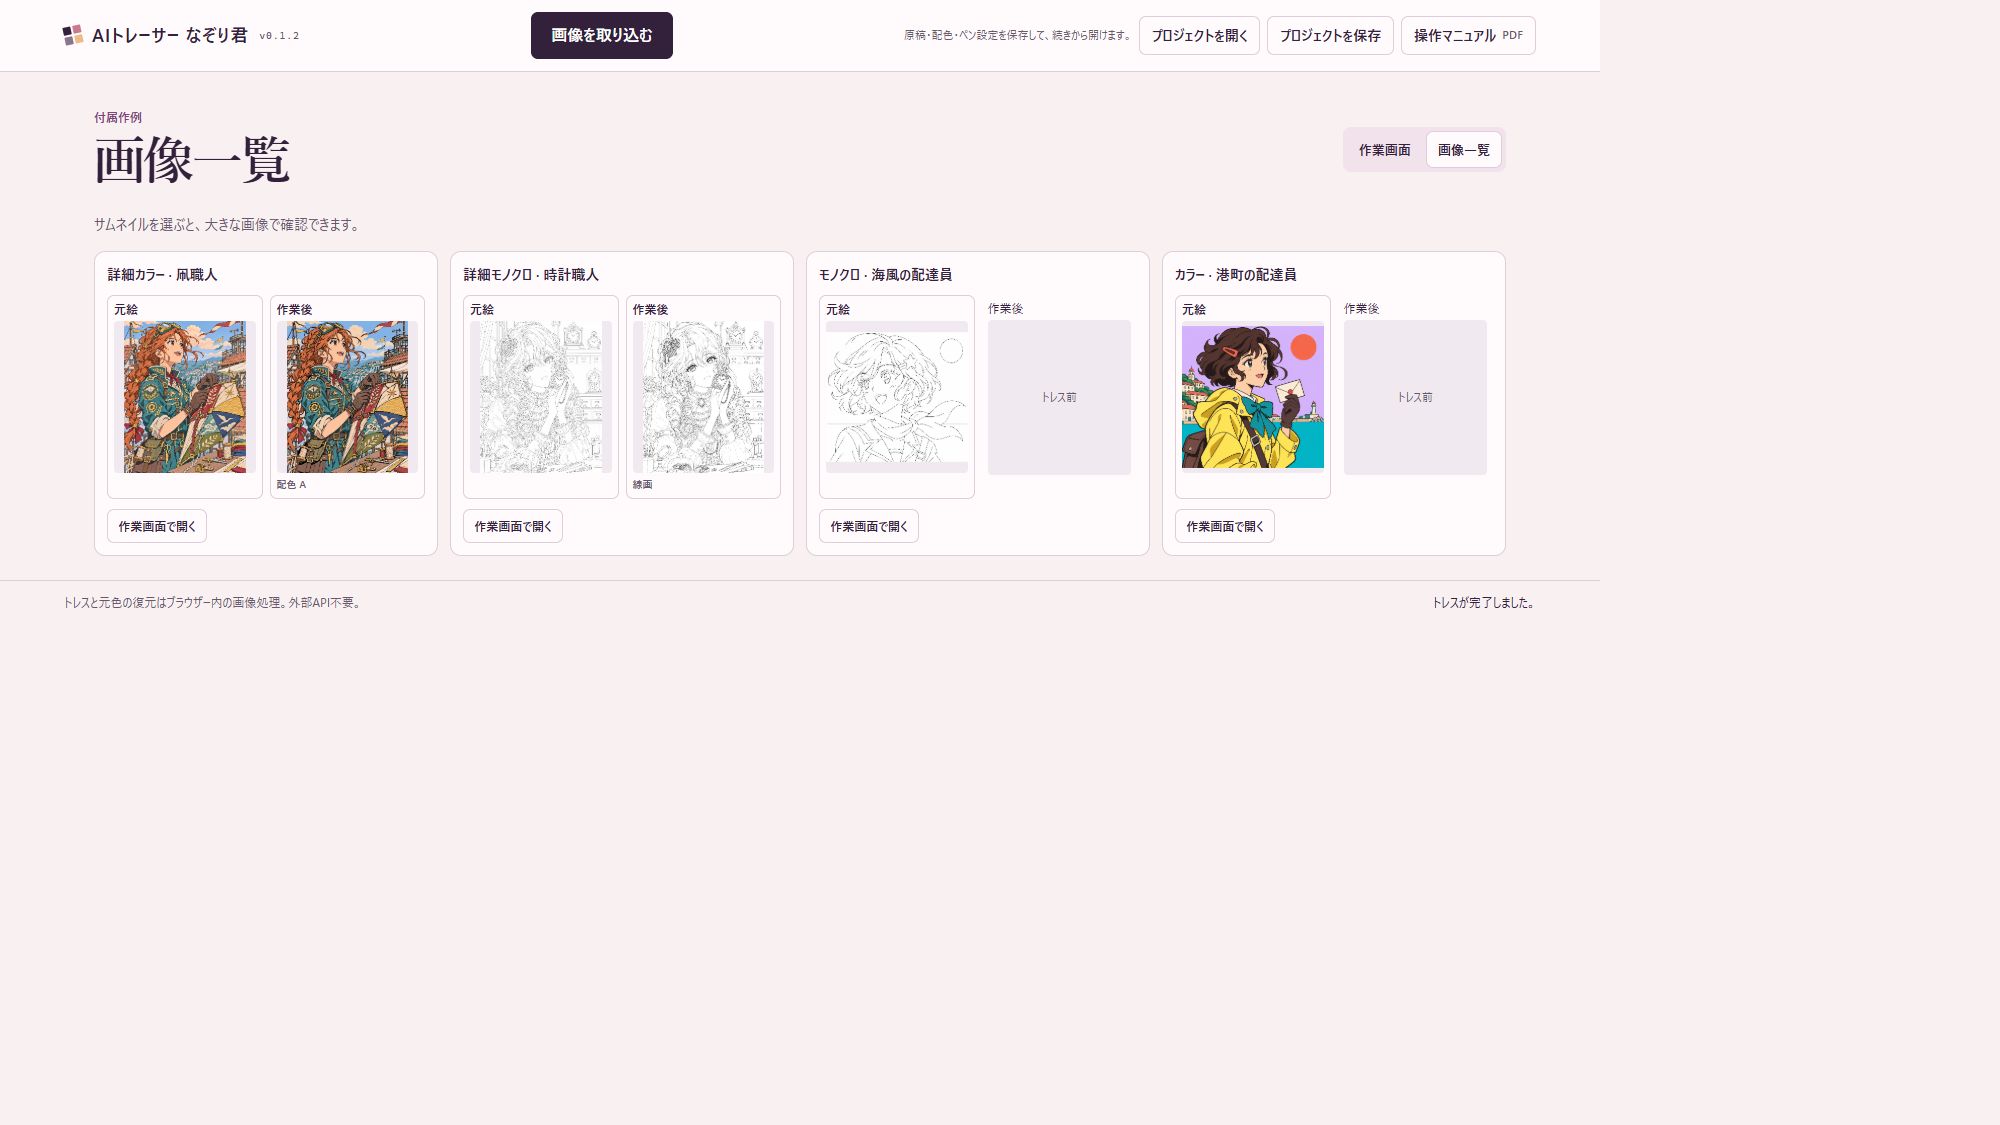 AIトレーサー なぞり君 v0.1.2
画像を取り込む
原稿・配色・ペン設定を保存して、続きから開けます。
プロジェクトを開く
プロジェクトを保存
操作マニュアル PDF
付属作例
画像一覧
作業画面
画像一覧
サムネイルを選ぶと、大きな画像で確認できます。
詳細カラー · 凧職人
元絵
作業後
配色 A
作業画面で開く
詳細モノクロ · 時計職人
元絵
作業後
線画
作業画面で開く
モノクロ · 海風の配達員
元絵
作業後
トレス前
作業画面で開く
カラー · 港町の配達員
元絵
作業後
トレス前
作業画面で開く
トレスと元色の復元はブラウザー内の画像処理。外部API不要。
トレスが完了しました。